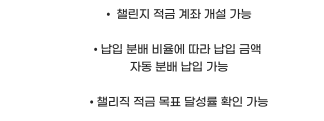 • 챌린지 적금 계좌 개설 가능
• 납입 분배 비율에 따라 납입 금액
자동 분배 납입 가능
• 챌리직 적금 목표 달성률 확인 가능